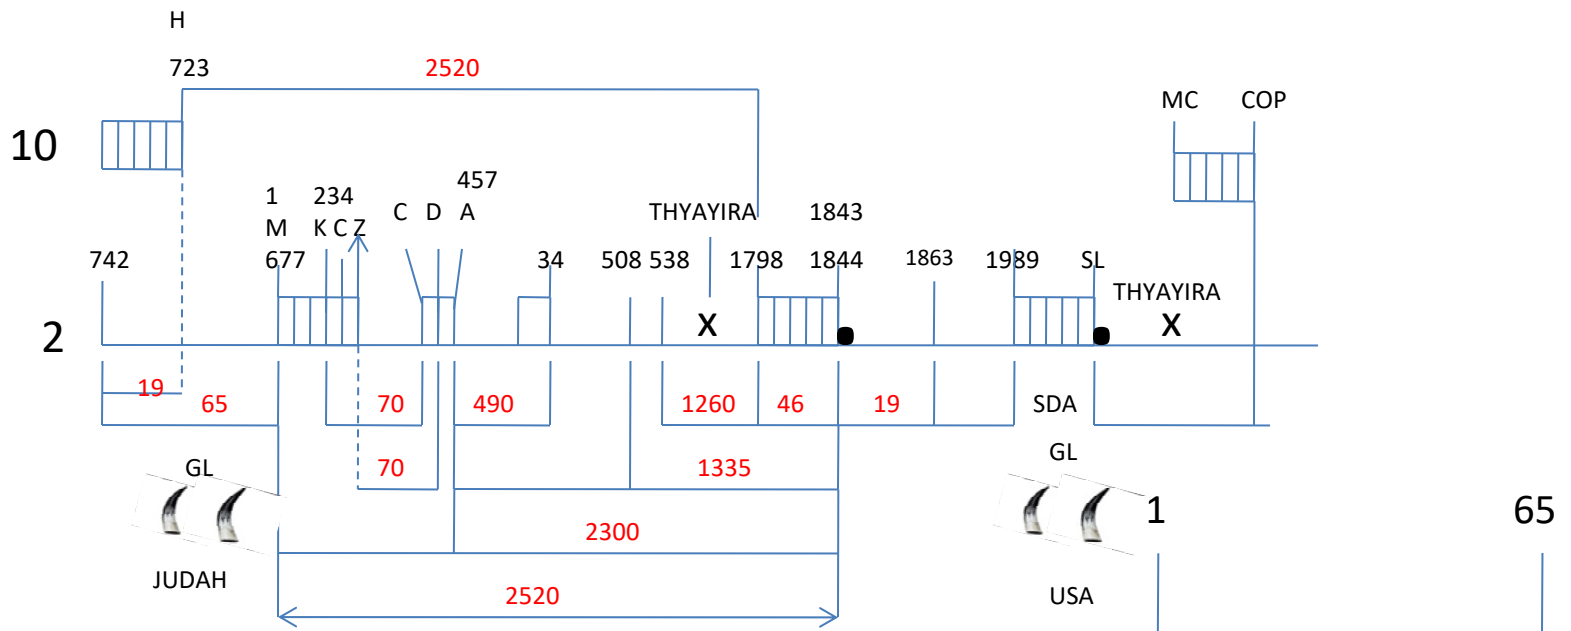 H
723 2520
MC COP
10
457
1 234
M K C Z C D A THYAYIRA 1843
742 677 34 508 538 1798 1844 1863 1989 SL
THYAYIRA
2 X X
19 65 70 490 1260 46 19 SDA
GL 70 1335 GL
1 65
2300
JUDAH 2520 USA